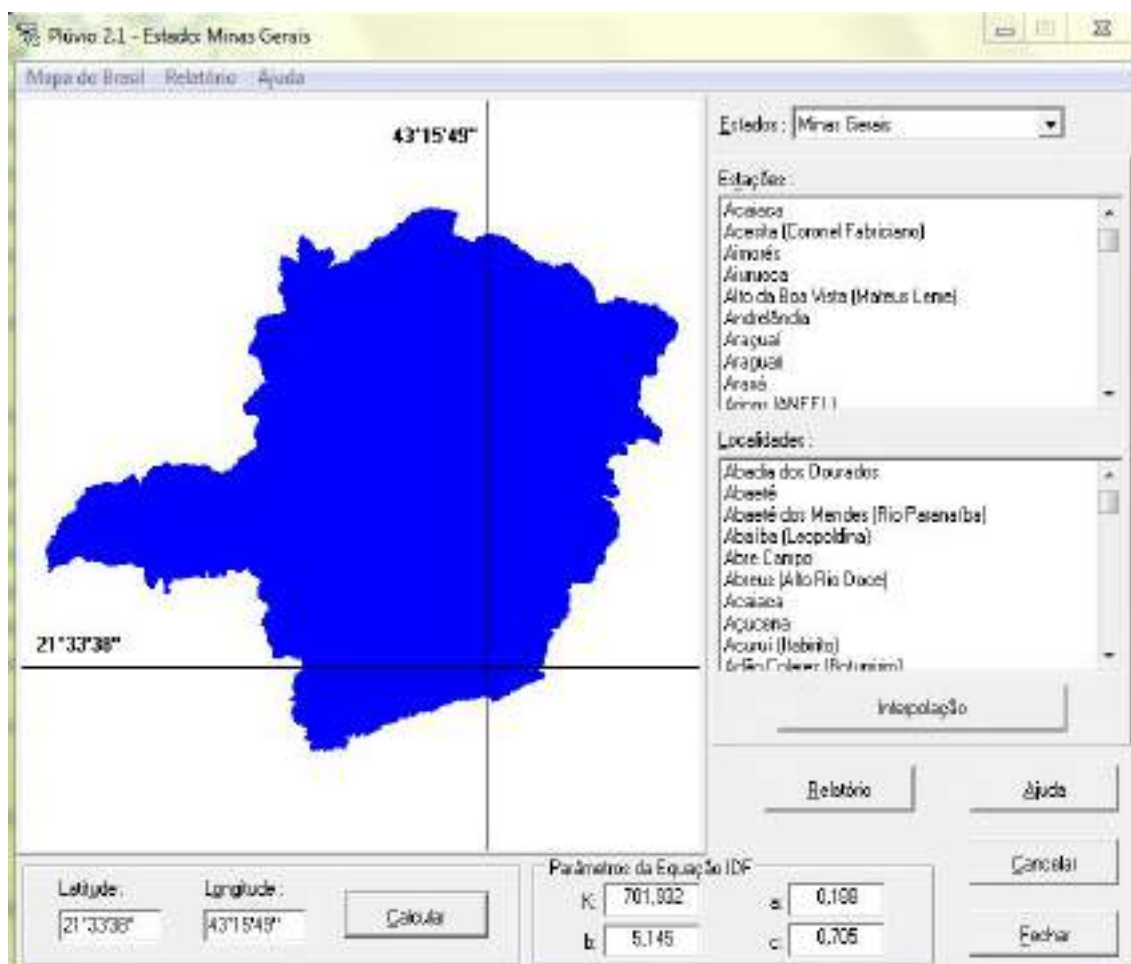 Plúvio 2.1 - Estado: Minas Gerais
Mapa do Brasil Relatório Ajuda
43°15'49"
21°33'38"
Estados : Minas Gerais
Estações :
Acaiaca
Acesita (Coronel Fabriciano)
Aimorés
Aiuruoca
Alto da Boa Vista (Mateus Leme)
Andrelândia
Araçuaí
Araguari
Araxá
Localidades :
Abadia dos Dourados
Abaeté
Abaeté dos Mendes (Rio Paranaíba)
Abaíba (Leopoldina)
Abre Campo
Abreus (Alto Rio Doce)
Acaiaca
Açucena
Acuruí (Itabirito)
Interpolação
Relatório
Ajuda
Cancelar
Fechar
Latitude :
Longitude :
21°33'38"
43°15'49"
Calcular
Parâmetros da Equação IDF
K: 701,932
a: 0,198
b: 5,145
c: 0,705